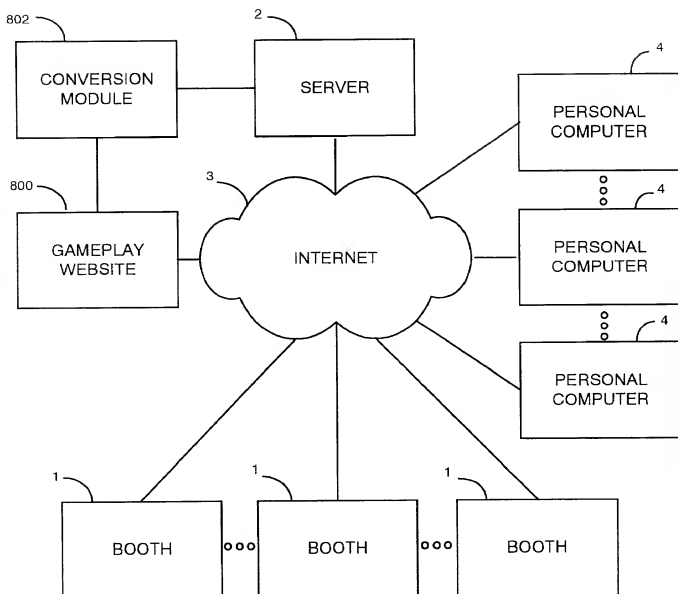 802
CONVERSION
MODULE
2
SERVER
4
PERSONAL
COMPUTER
800
GAMEPLAY
WEBSITE
3
INTERNET
4
PERSONAL
COMPUTER
4
PERSONAL
COMPUTER
1
BOOTH
1
BOOTH
1
BOOTH